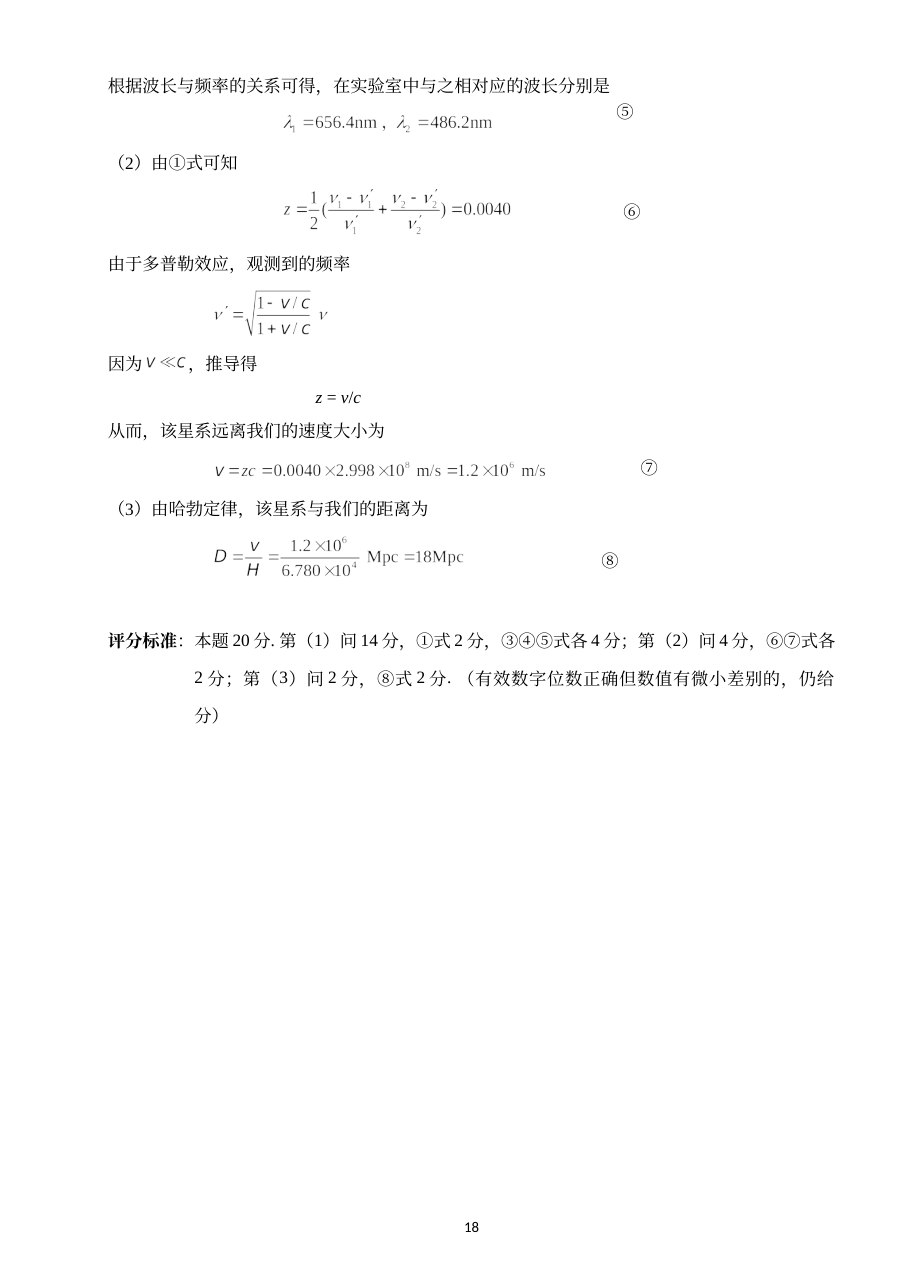 根据波长与频率的关系可得，在实验室中与之相对应的波长分别是
λ₁ =656.4nm , λ₂ =486.2nm ⑤
（2）由①式可知
z = 1/2 ( (ν₁ − ν₁′)/ν₁′ + (ν₂ − ν₂′)/ν₂′ ) = 0.0040 ⑥
由于多普勒效应，观测到的频率
ν′ = √((1 − v/c)/(1 + v/c)) ν
因为 v ≪ c ，推导得
z = v/c
从而，该星系远离我们的速度大小为
v = zc = 0.0040 × 2.998 × 10⁸ m/s = 1.2 × 10⁶ m/s ⑦
（3）由哈勃定律，该星系与我们的距离为
D = v/H = (1.2 × 10⁶)/(6.780 × 10⁴) Mpc = 18Mpc ⑧
评分标准：本题 20 分. 第（1）问 14 分，①式 2 分，③④⑤式各 4 分；第（2）问 4 分，⑥⑦式各
2 分；第（3）问 2 分，⑧式 2 分. （有效数字位数正确但数值有微小差别的，仍给
分）
18